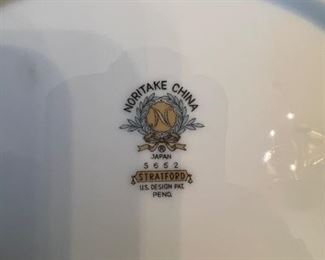 NORITAKE CHINA
N
®
JAPAN
5652
STRATFORD
U.S. DESIGN PAT.
PEND.